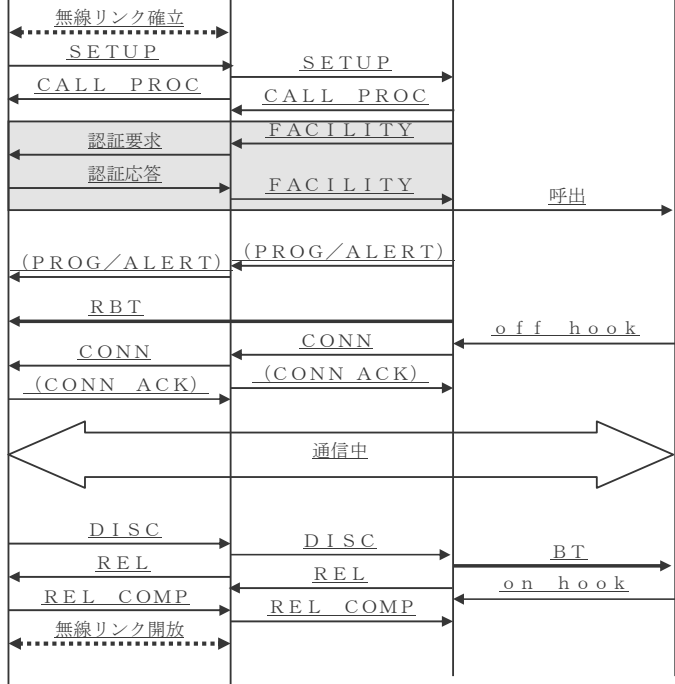 無線リンク確立
ＳＥＴＵＰ
ＳＥＴＵＰ
ＣＡＬＬ　ＰＲＯＣ
ＣＡＬＬ　ＰＲＯＣ
ＦＡＣＩＬＩＴＹ
認証要求
認証応答
ＦＡＣＩＬＩＴＹ
呼出
（ＰＲＯＧ／ＡＬＥＲＴ）
（ＰＲＯＧ／ＡＬＥＲＴ）
ＲＢＴ
ｏｆｆ　ｈｏｏｋ
ＣＯＮＮ
ＣＯＮＮ
（ＣＯＮＮ ＡＣＫ）
（ＣＯＮＮ　ＡＣＫ）
通信中
ＤＩＳＣ
ＤＩＳＣ
ＢＴ
ＲＥＬ
ＲＥＬ
ｏｎ　ｈｏｏｋ
ＲＥＬ　ＣＯＭＰ
ＲＥＬ　ＣＯＭＰ
無線リンク開放